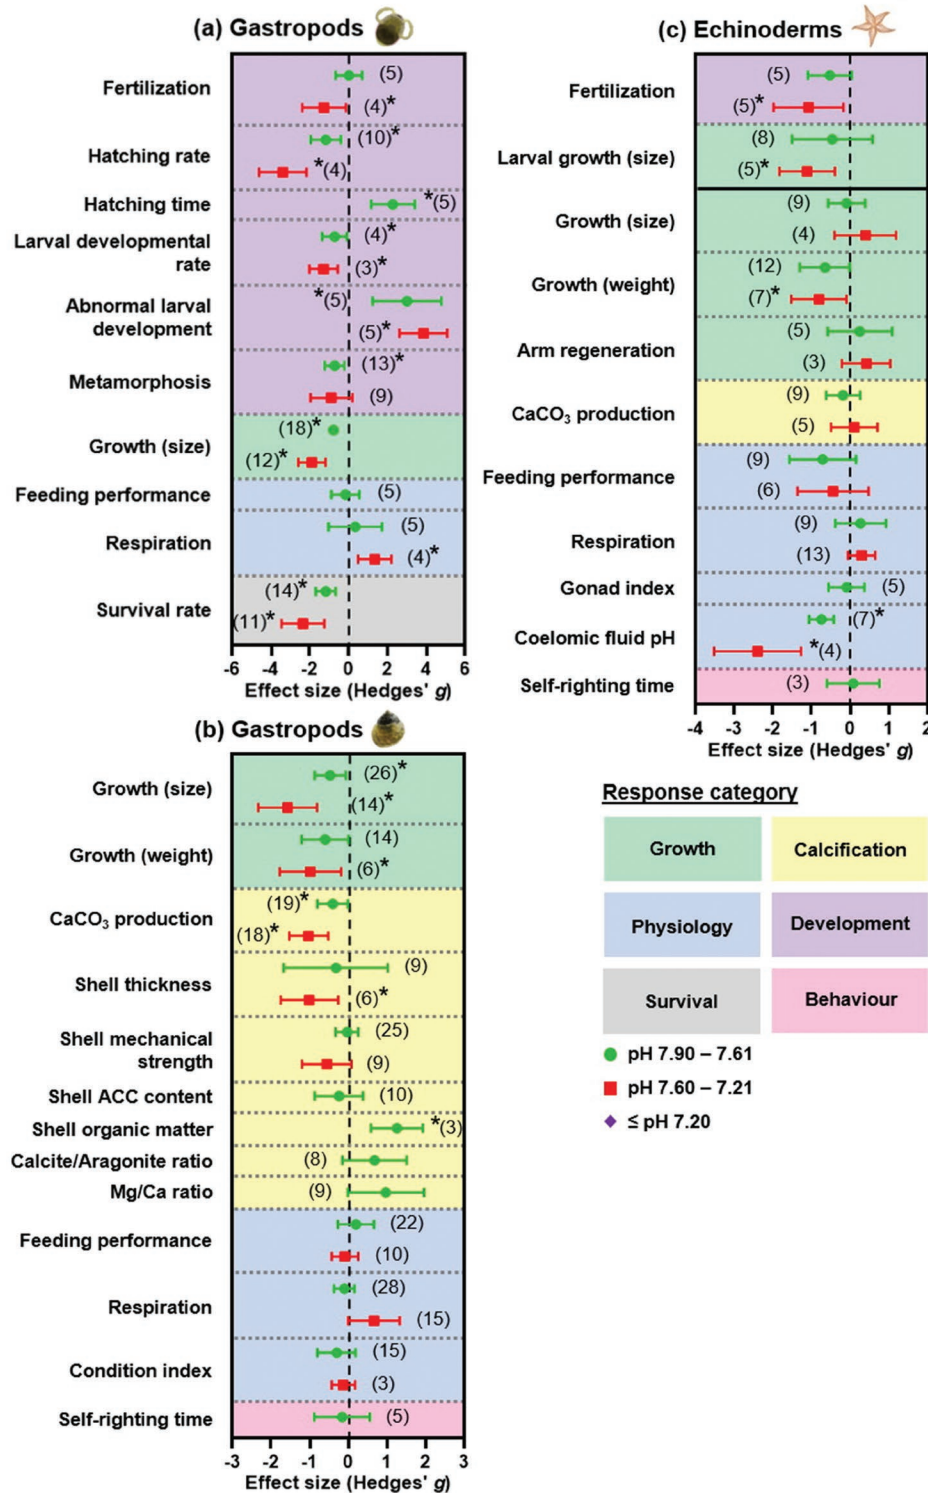 (a) Gastropods
Fertilization
(5)
(4)*
Hatching rate
(10)*
*(4)
Hatching time
*(5)
Larval developmental
rate
(4)*
(3)*
Abnormal larval
development
*(5)
(5)*
Metamorphosis
(13)*
(9)
Growth (size)
(18)*
(12)*
Feeding performance
(5)
Respiration
(5)
(4)*
Survival rate
(14)*
(11)*
-6 -4 -2 0 2 4 6
Effect size (Hedges' g)
(b) Gastropods
Growth (size)
(26)*
(14)*
Growth (weight)
(14)
(6)*
CaCO₃ production
(19)*
(18)*
Shell thickness
(9)
(6)*
Shell mechanical
strength
(25)
(9)
Shell ACC content
(10)
Shell organic matter
*(3)
Calcite/Aragonite ratio
(8)
Mg/Ca ratio
(9)
Feeding performance
(22)
(10)
Respiration
(28)
(15)
Condition index
(15)
(3)
Self-righting time
(5)
-3 -2 -1 0 1 2 3
Effect size (Hedges' g)
(c) Echinoderms
Fertilization
(5)
(5)*
Larval growth (size)
(8)
(5)*
Growth (size)
(9)
(4)
Growth (weight)
(12)
(7)*
Arm regeneration
(5)
(3)
CaCO₃ production
(9)
(5)
Feeding performance
(9)
(6)
Respiration
(9)
(13)
Gonad index
(5)
Coelomic fluid pH
(7)*
*(4)
Self-righting time
(3)
-4 -3 -2 -1 0 1 2
Effect size (Hedges' g)
Response category
Growth Calcification
Physiology Development
Survival Behaviour
pH 7.90 – 7.61
pH 7.60 – 7.21
≤ pH 7.20